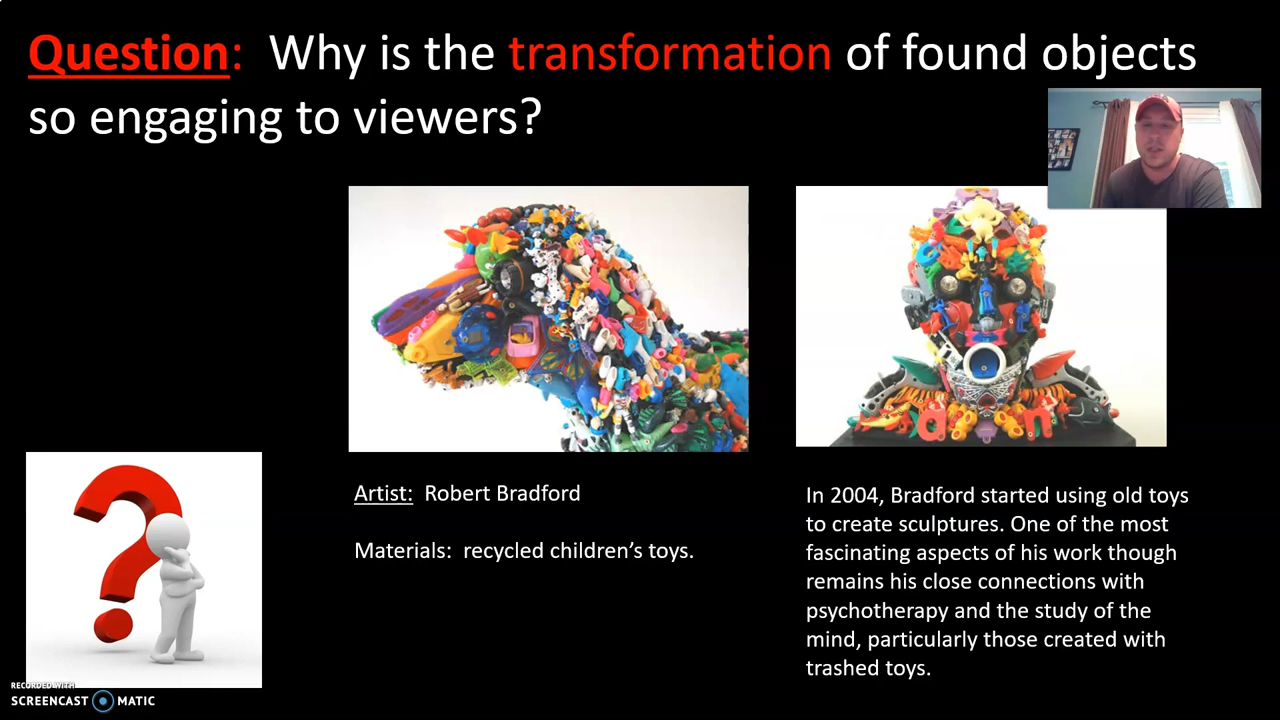 Question: Why is the transformation of found objects
so engaging to viewers?
Artist: Robert Bradford
Materials: recycled children's toys.
In 2004, Bradford started using old toys
to create sculptures. One of the most
fascinating aspects of his work though
remains his close connections with
psychotherapy and the study of the
mind, particularly those created with
trashed toys.
RECORDED WITH
SCREENCAST MATIC